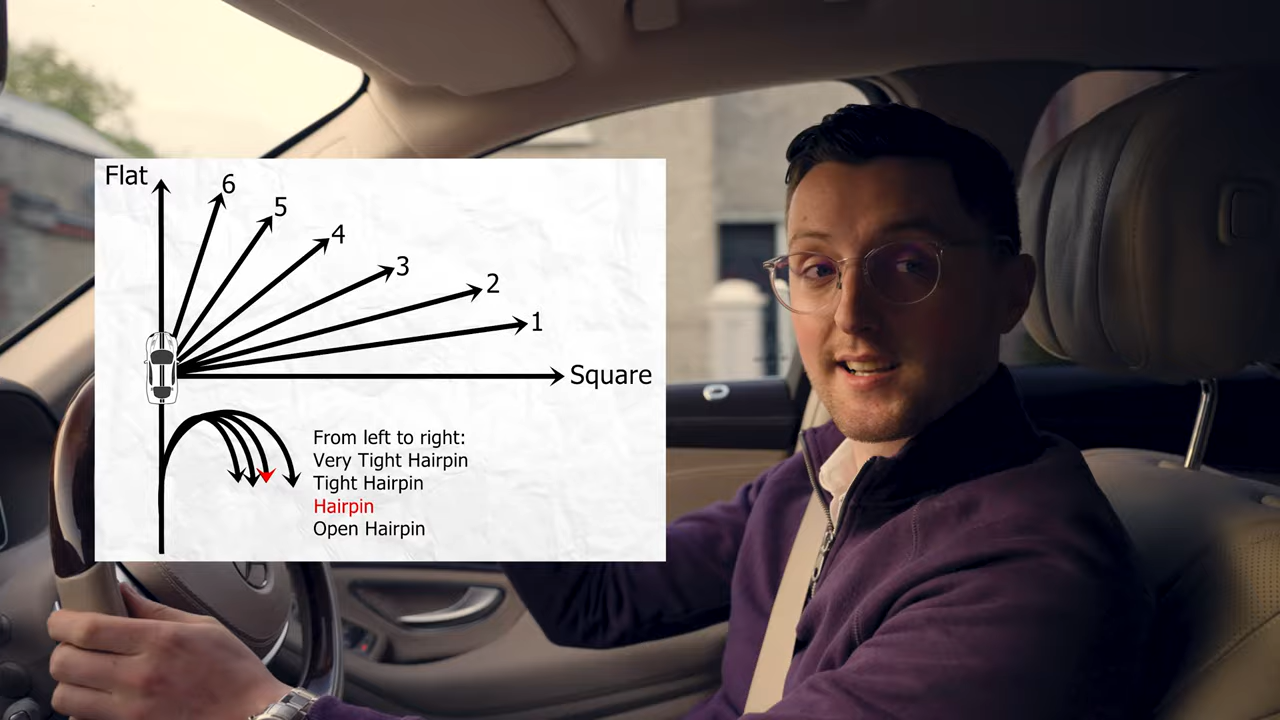 Flat
6
5
4
3
2
1
Square
From left to right:
Very Tight Hairpin
Tight Hairpin
Hairpin
Open Hairpin